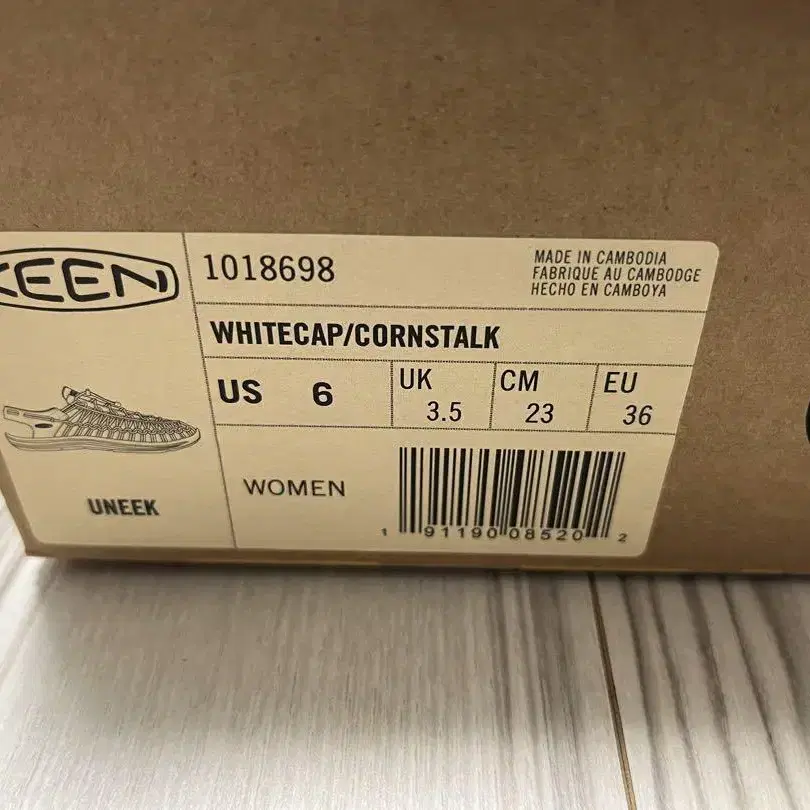 KEEN
1018698
MADE IN CAMBODIA
FABRIQUE AU CAMBODGE
HECHO EN CAMBOYA
WHITECAP/CORNSTALK
US 6
UK 3.5
CM 23
EU 36
UNEEK
WOMEN
1 91190 08520 2